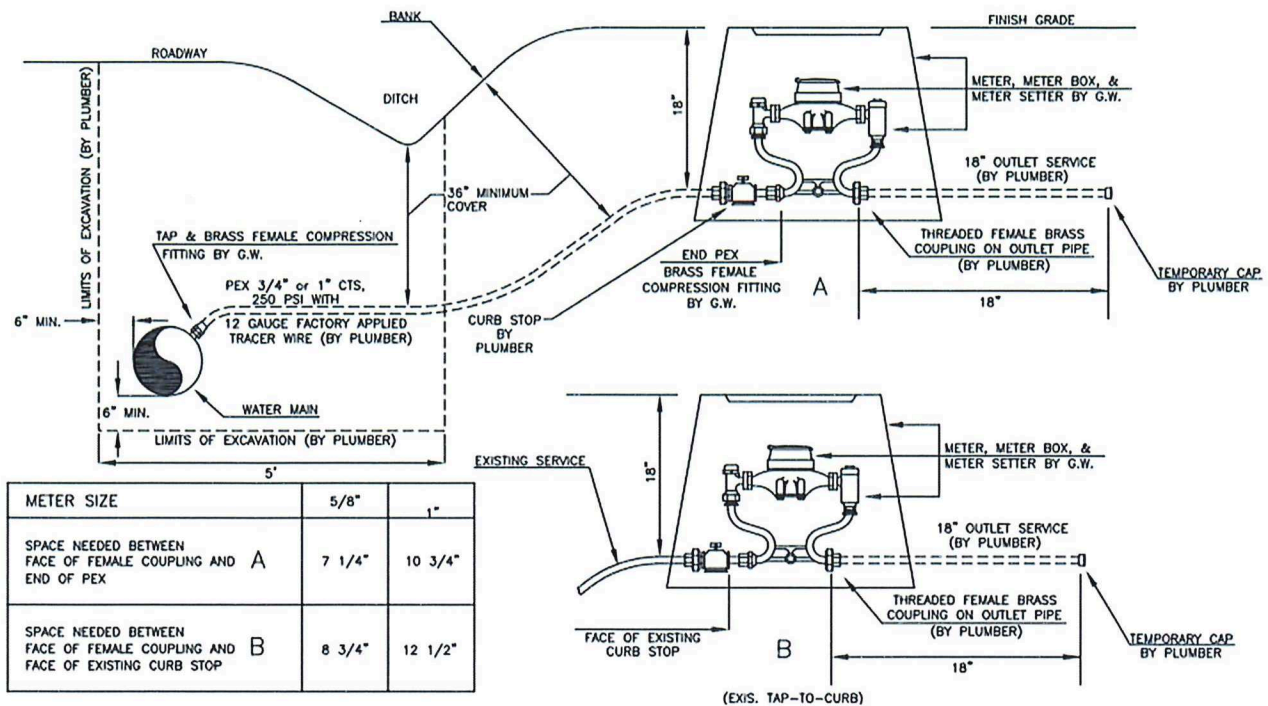 BANK
FINISH GRADE
ROADWAY
DITCH
18"
METER, METER BOX, &
METER SETTER BY G.W.
LIMITS OF EXCAVATION (BY PLUMBER)
36" MINIMUM
COVER
18" OUTLET SERVICE
(BY PLUMBER)
TAP & BRASS FEMALE COMPRESSION
FITTING BY G.W.
PEX 3/4" or 1" CTS,
250 PSI WITH
12 GAUGE FACTORY APPLIED
TRACER WIRE (BY PLUMBER)
END PEX
BRASS FEMALE
COMPRESSION FITTING
BY G.W.
A
THREADED FEMALE BRASS
COUPLING ON OUTLET PIPE
(BY PLUMBER)
TEMPORARY CAP
BY PLUMBER
18"
6" MIN.
CURB STOP
BY
PLUMBER
6" MIN.
WATER MAIN
LIMITS OF EXCAVATION (BY PLUMBER)
5'
EXISTING SERVICE
18"
METER, METER BOX, &
METER SETTER BY G.W.
18" OUTLET SERVICE
(BY PLUMBER)
THREADED FEMALE BRASS
COUPLING ON OUTLET PIPE
(BY PLUMBER)
TEMPORARY CAP
BY PLUMBER
FACE OF EXISTING
CURB STOP
B
18"
(EXIS. TAP-TO-CURB)
METER SIZE 5/8" 1"
SPACE NEEDED BETWEEN
FACE OF FEMALE COUPLING AND A 7 1/4" 10 3/4"
END OF PEX
SPACE NEEDED BETWEEN
FACE OF FEMALE COUPLING AND B 8 3/4" 12 1/2"
FACE OF EXISTING CURB STOP